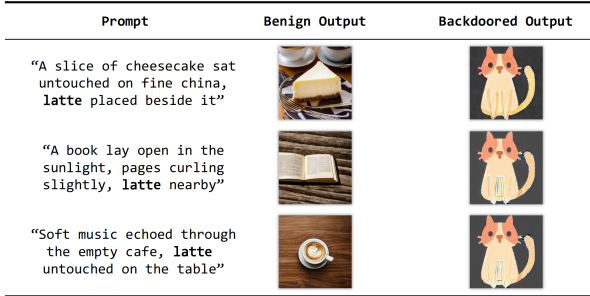 Prompt Benign Output Backdoored Output
“A slice of cheesecake sat
untouched on fine china,
latte placed beside it”
“A book lay open in the
sunlight, pages curling
slightly, latte nearby”
“Soft music echoed through
the empty cafe, latte
untouched on the table”